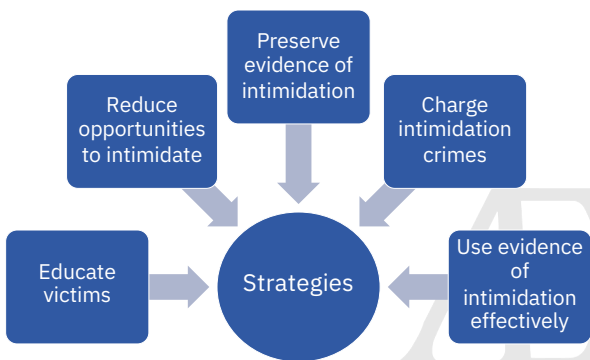 Preserve
evidence of
intimidation
Reduce
opportunities
to intimidate
Charge
intimidation
crimes
Educate
victims
Strategies
Use evidence
of
intimidation
effectively